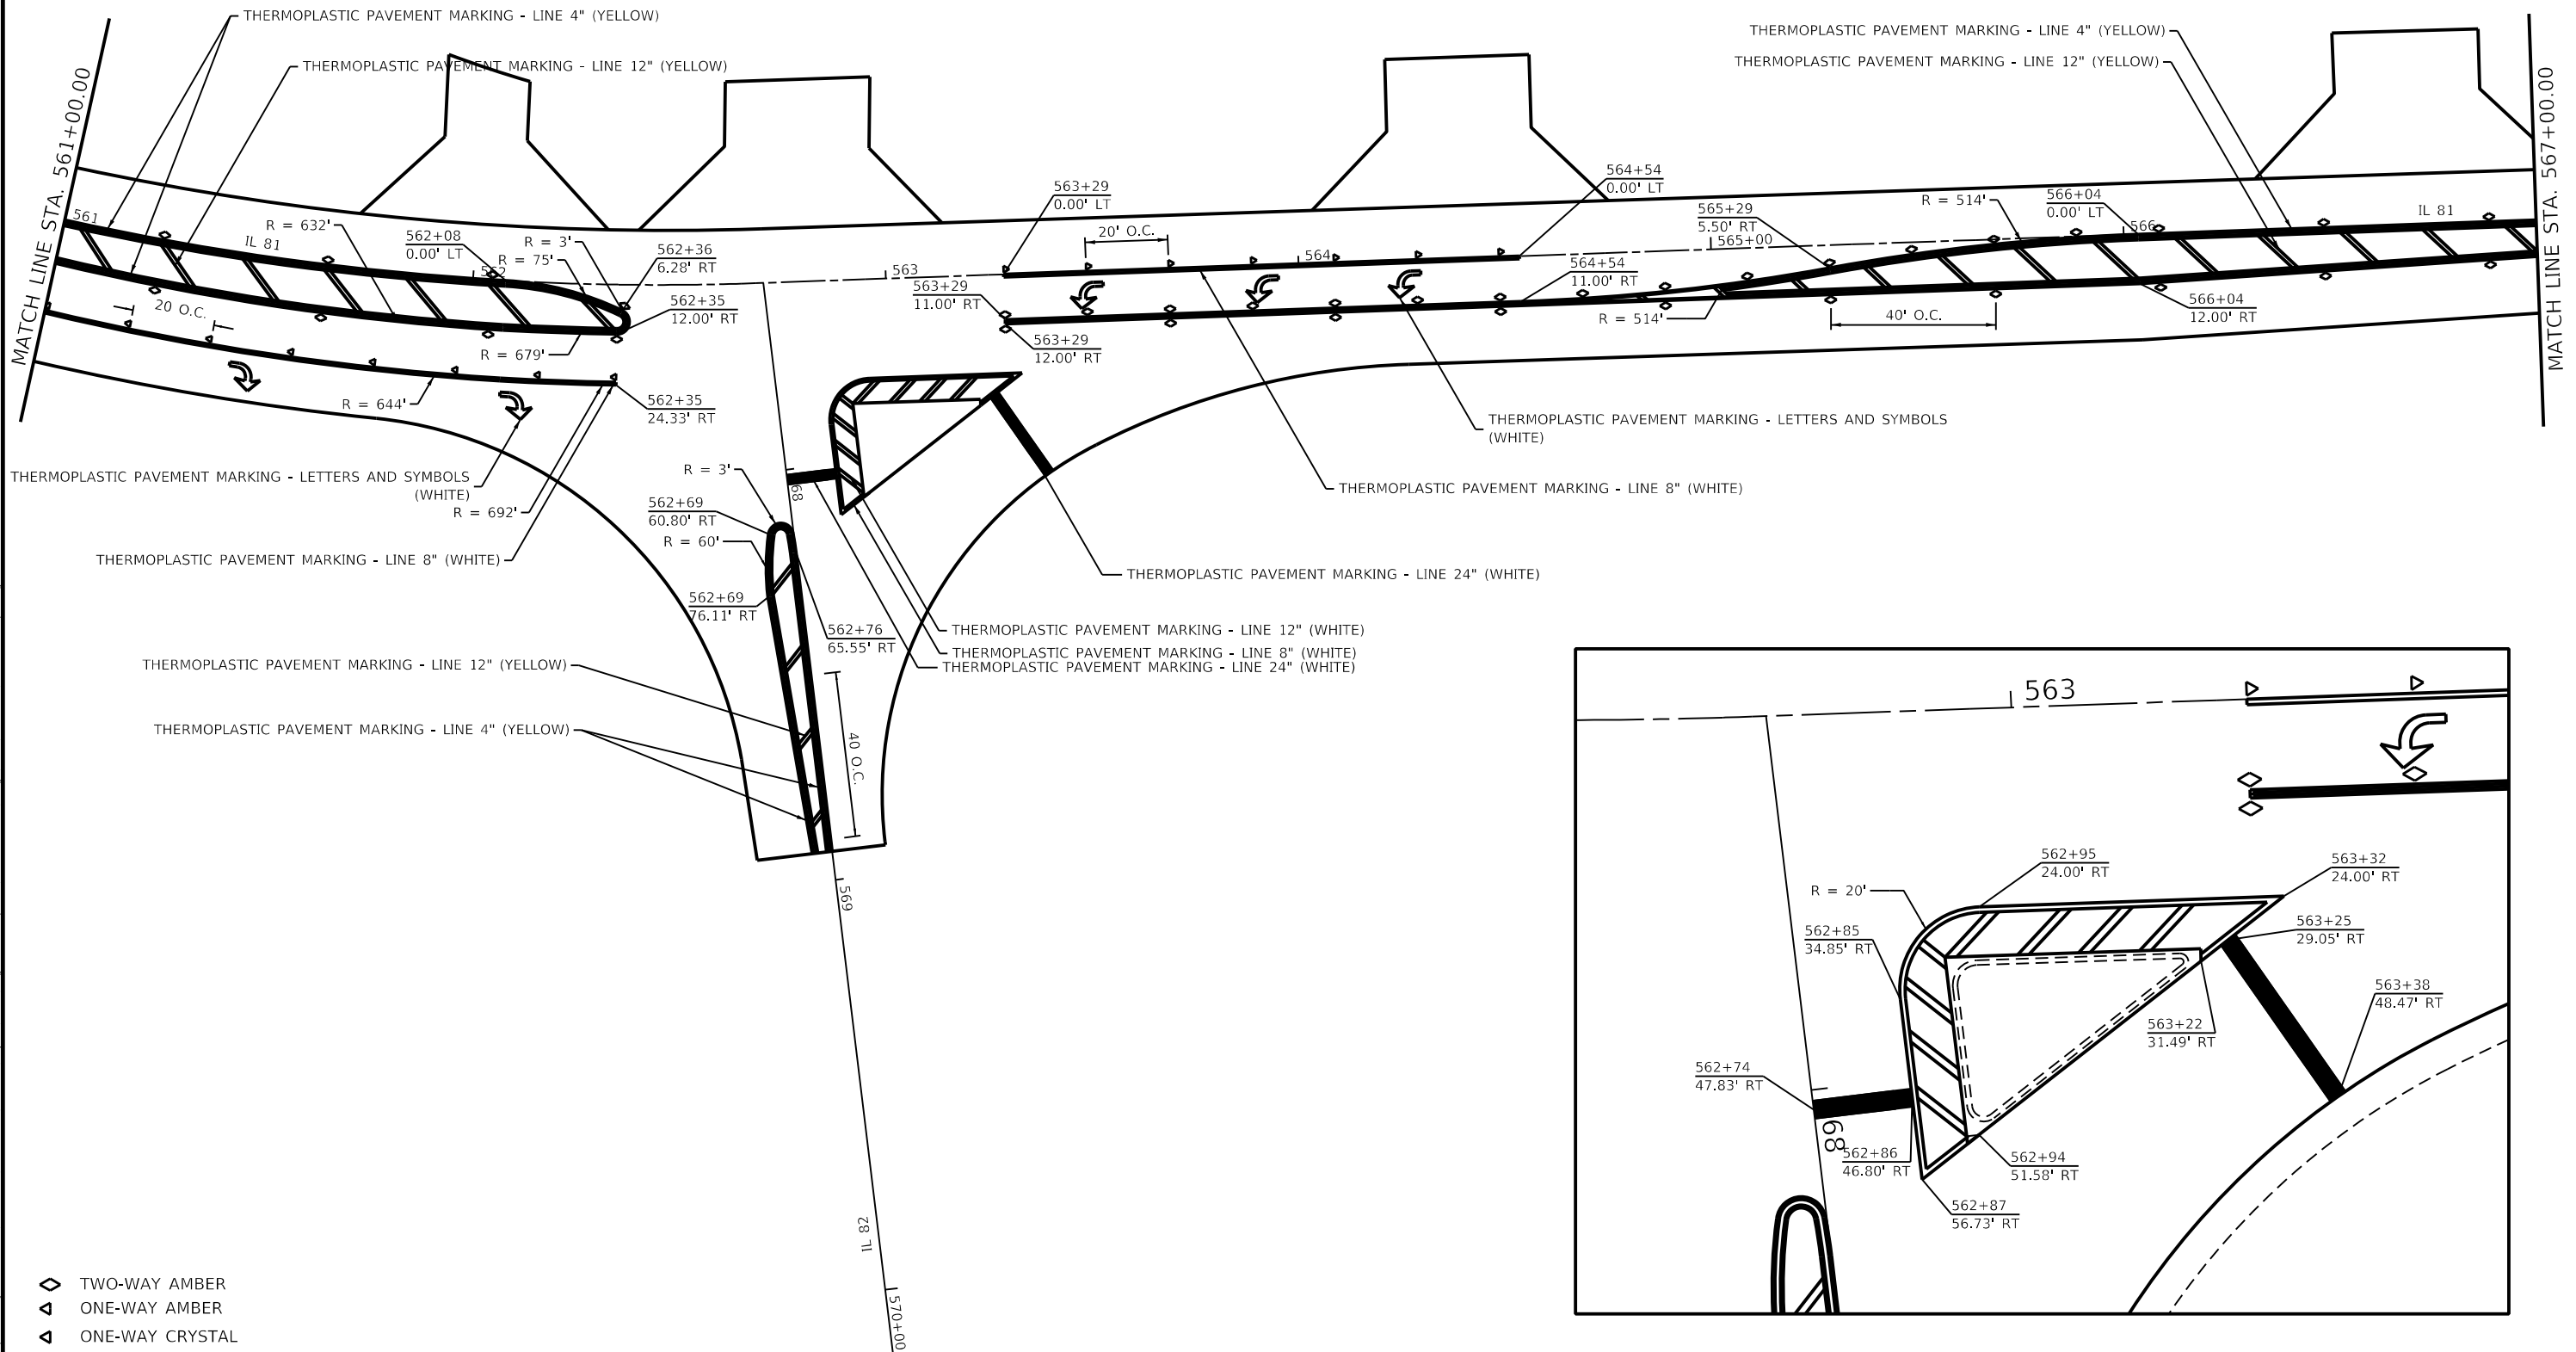 THERMOPLASTIC PAVEMENT MARKING - LINE 4" (YELLOW)
THERMOPLASTIC PAVEMENT MARKING - LINE 12" (YELLOW)
THERMOPLASTIC PAVEMENT MARKING - LINE 4" (YELLOW)
THERMOPLASTIC PAVEMENT MARKING - LINE 12" (YELLOW)
MATCH LINE STA. 561+00.00
MATCH LINE STA. 567+00.00
561
IL 81
R = 632'
562+08
0.00' LT
562
R = 3'
R = 75'
562+36
6.28' RT
562+35
12.00' RT
20 O.C.
R = 679'
R = 644'
562+35
24.33' RT
563
563+29
0.00' LT
20' O.C.
563+29
11.00' RT
563+29
12.00' RT
564
564+54
0.00' LT
564+54
11.00' RT
565+29
5.50' RT
565+00
R = 514'
R = 514'
566+04
0.00' LT
566
IL 81
40' O.C.
566+04
12.00' RT
THERMOPLASTIC PAVEMENT MARKING - LETTERS AND SYMBOLS
(WHITE)
R = 692'
THERMOPLASTIC PAVEMENT MARKING - LINE 8" (WHITE)
THERMOPLASTIC PAVEMENT MARKING - LETTERS AND SYMBOLS
(WHITE)
THERMOPLASTIC PAVEMENT MARKING - LINE 8" (WHITE)
THERMOPLASTIC PAVEMENT MARKING - LINE 24" (WHITE)
R = 3'
68
562+69
60.80' RT
R = 60'
562+69
76.11' RT
562+76
65.55' RT
THERMOPLASTIC PAVEMENT MARKING - LINE 12" (WHITE)
THERMOPLASTIC PAVEMENT MARKING - LINE 8" (WHITE)
THERMOPLASTIC PAVEMENT MARKING - LINE 24" (WHITE)
THERMOPLASTIC PAVEMENT MARKING - LINE 12" (YELLOW)
THERMOPLASTIC PAVEMENT MARKING - LINE 4" (YELLOW)
40 O.C.
569
IL 282
570+00
563
562+95
24.00' RT
563+32
24.00' RT
R = 20'
562+85
34.85' RT
563+25
29.05' RT
563+38
48.47' RT
563+22
31.49' RT
562+74
47.83' RT
68
562+86
46.80' RT
562+94
51.58' RT
562+87
56.73' RT
TWO-WAY AMBER
ONE-WAY AMBER
ONE-WAY CRYSTAL